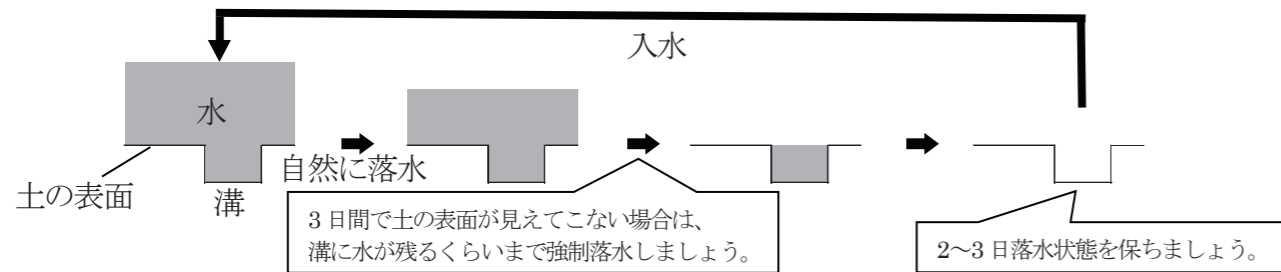 入水
水
自然に落水
土の表面
溝
3日間で土の表面が見えてこない場合は、
溝に水が残るくらいまで強制落水しましょう。
2～3日落水状態を保ちましょう。